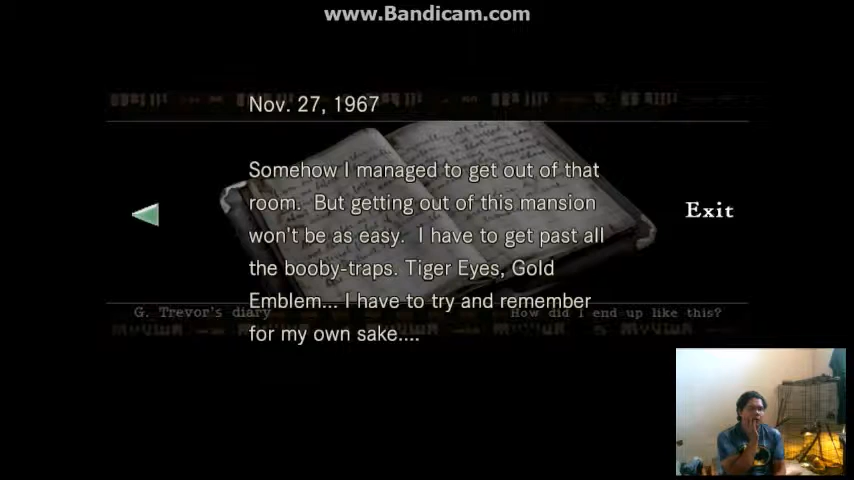 www.Bandicam.com
Nov. 27, 1967
Somehow I managed to get out of that
room.  But getting out of this mansion
won't be as easy.  I have to get past all
the booby-traps. Tiger Eyes, Gold
Emblem... I have to try and remember
for my own sake....
Exit
G. Trevor's diary
How did I end up like this?